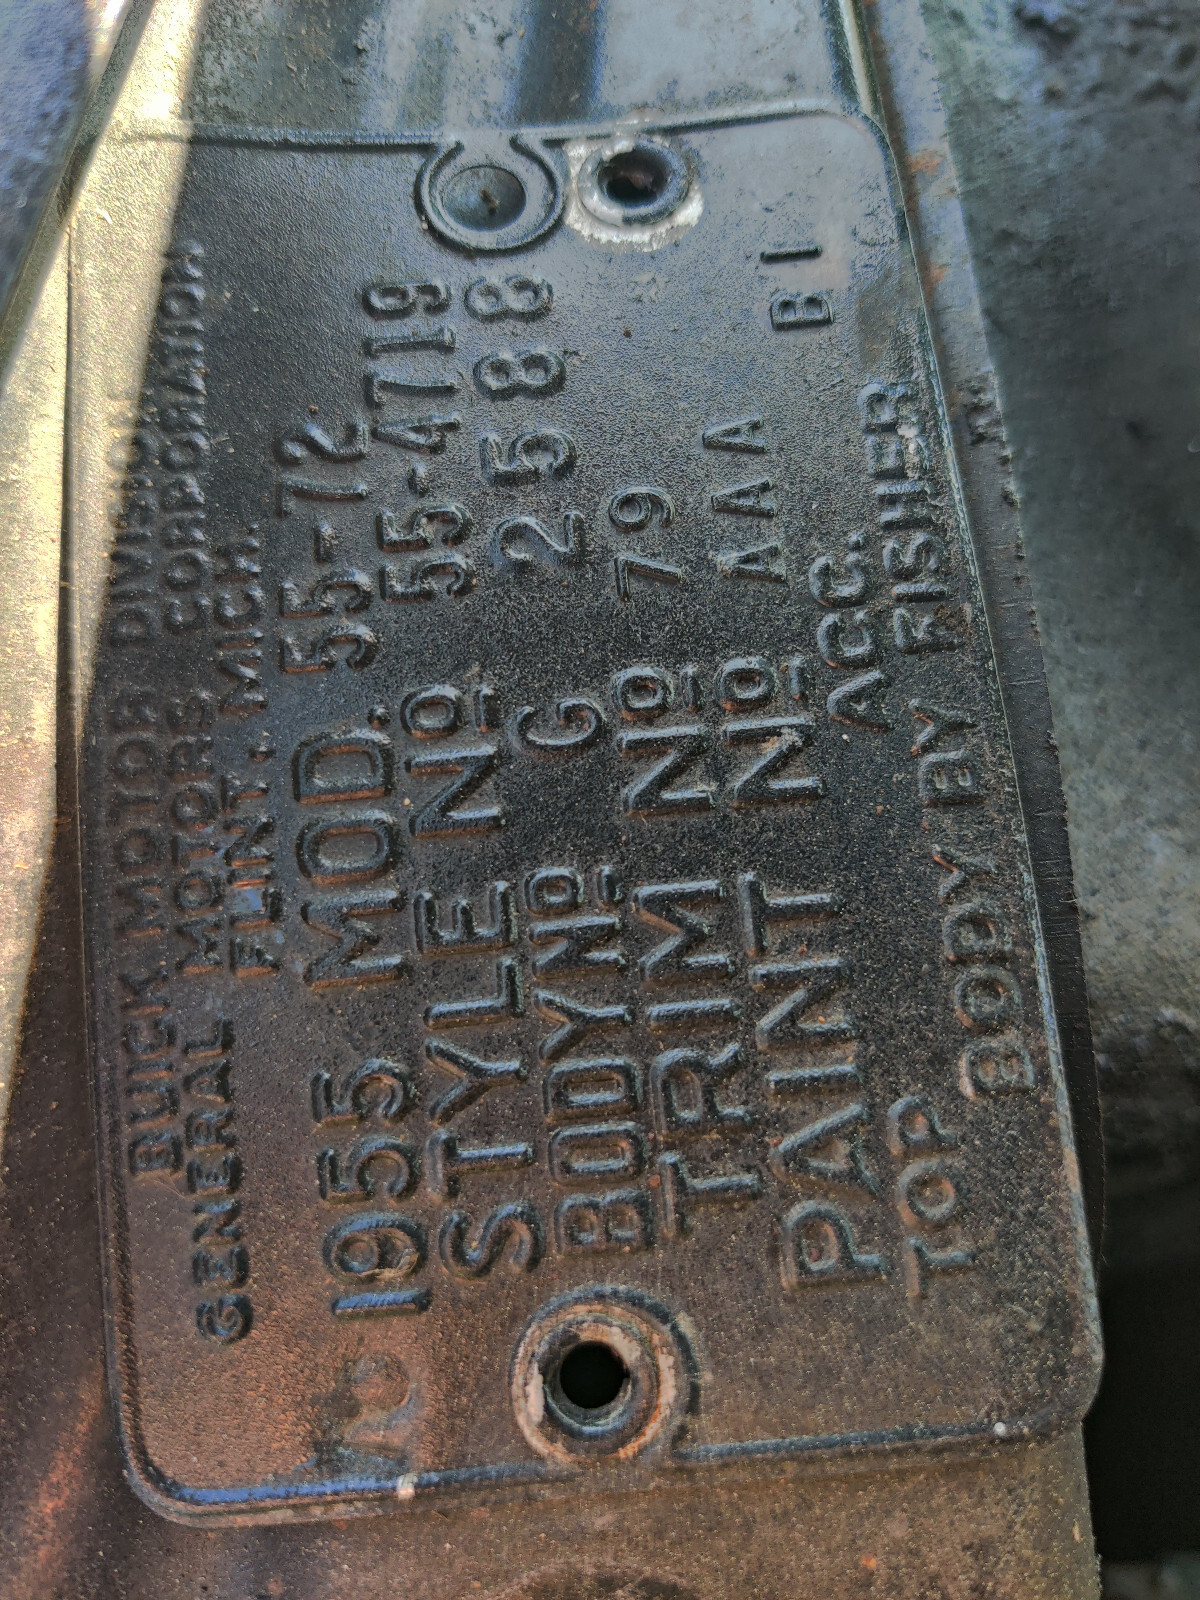 BUICK MOTOR DIVISION
GENERAL MOTORS CORPORATION
FLINT. MICH.
1955 MOD. 55-72
STYLE Nº 55-4719
BODY Nº G 2588
TRIM Nº 79
PAINT Nº AAA B1
TOP ACC.
BODY BY FISHER